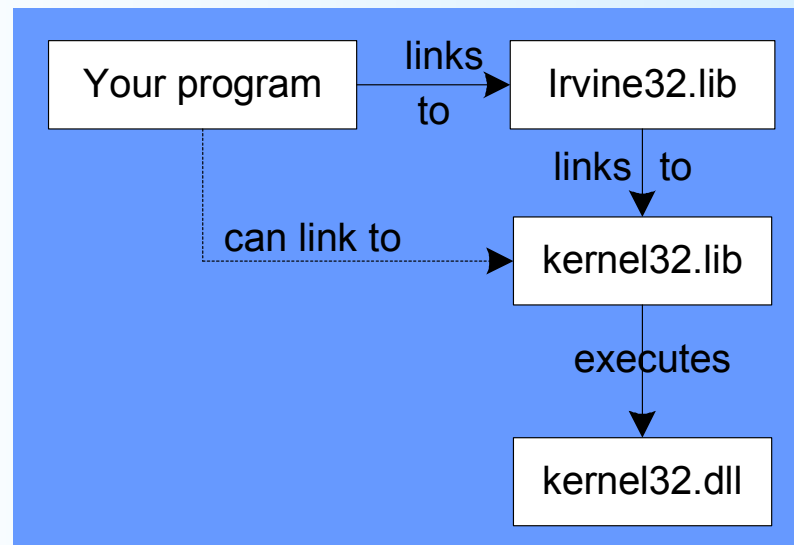 Your program
links
to
Irvine32.lib
links to
can link to
kernel32.lib
executes
kernel32.dll